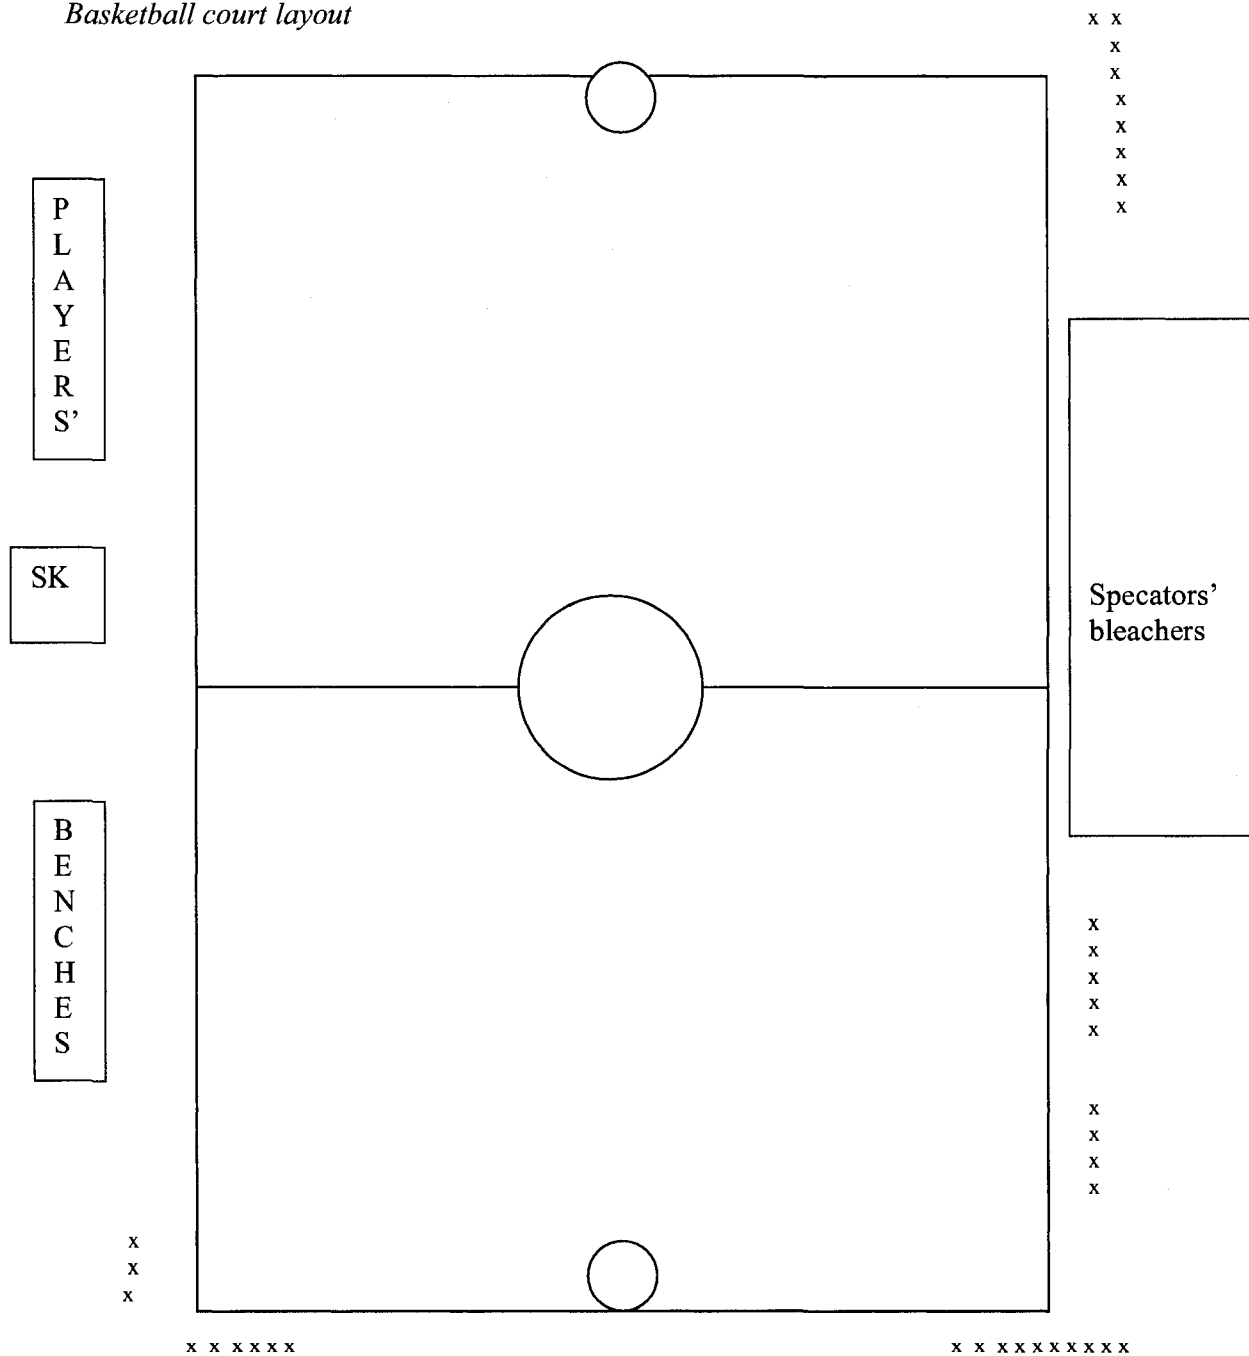 Basketball court layout
x x
x
x
x
x
x
x
x
P
L
A
Y
E
R
S’
SK
Specators’
bleachers
B
E
N
C
H
E
S
x
x
x
x
x
x
x
x
x
x
x
x
x x x x x x
x x x x x x x x x